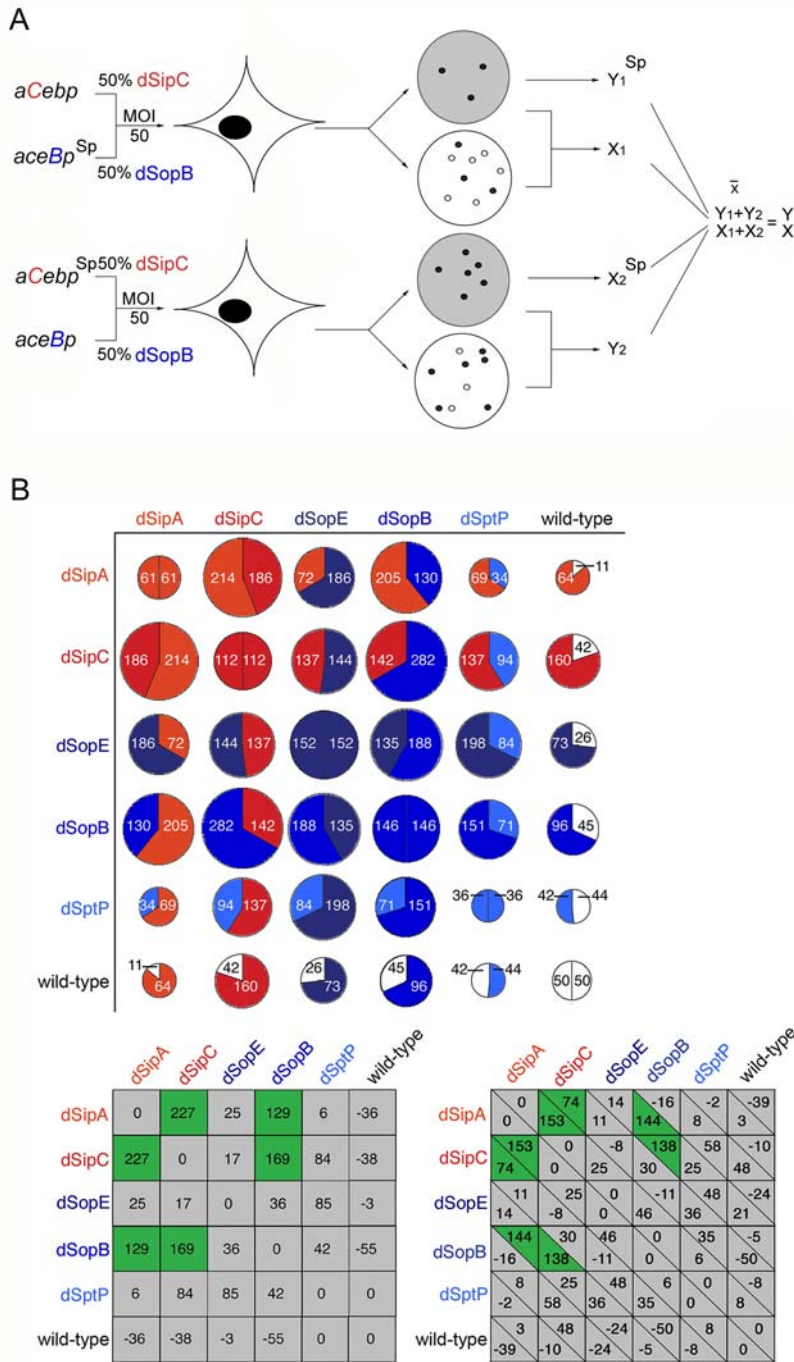 A
aCebp 50% dSipC
MOI
50
aceBp Sp
50% dSopB
Y1 Sp
X1
x̄
Y1+Y2 = Y
X1+X2 X
aCebp Sp 50% dSipC
MOI
50
aceBp
50% dSopB
X2 Sp
Y2
B
dSipA dSipC dSopE dSopB dSptP wild-type
dSipA 61 61 214 186 72 186 205 130 69 34 64 11
dSipC 186 214 112 112 137 144 142 282 137 94 160 42
dSopE 186 72 144 137 152 152 135 188 198 84 73 26
dSopB 130 205 282 142 188 135 146 146 151 71 96 45
dSptP 34 69 94 137 84 198 71 151 36 36 42 44
wild-type 11 64 42 160 26 73 45 96 42 44 50 50
dSipA dSipC dSopE dSopB dSptP wild-type
dSipA 0 227 25 129 6 -36
dSipC 227 0 17 169 84 -38
dSopE 25 17 0 36 85 -3
dSopB 129 169 36 0 42 -55
dSptP 6 84 85 42 0 0
wild-type -36 -38 -3 -55 0 0
dSipA dSipC dSopE dSopB dSptP wild-type
dSipA 0 0 74 153 14 11 -16 144 -2 8 -39 3
dSipC 153 74 0 0 -8 25 138 30 58 25 -10 48
dSopE 11 14 25 -8 0 0 -11 46 48 36 -24 21
dSopB 144 -16 30 138 46 -11 0 0 35 6 -5 -50
dSptP 8 -2 25 58 48 36 6 35 0 0 -8 8
wild-type 3 -39 48 -10 -24 -24 -50 -5 8 -8 0 0